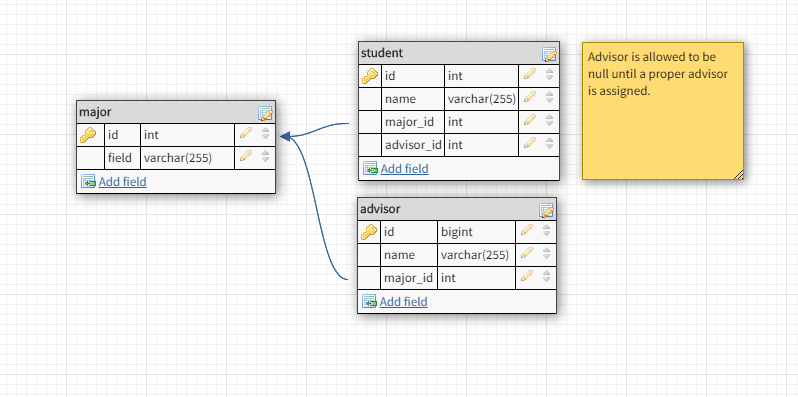 major
id int
field varchar(255)
Add field
student
id int
name varchar(255)
major_id int
advisor_id int
Add field
advisor
id bigint
name varchar(255)
major_id int
Add field
Advisor is allowed to be
null until a proper advisor
is assigned.